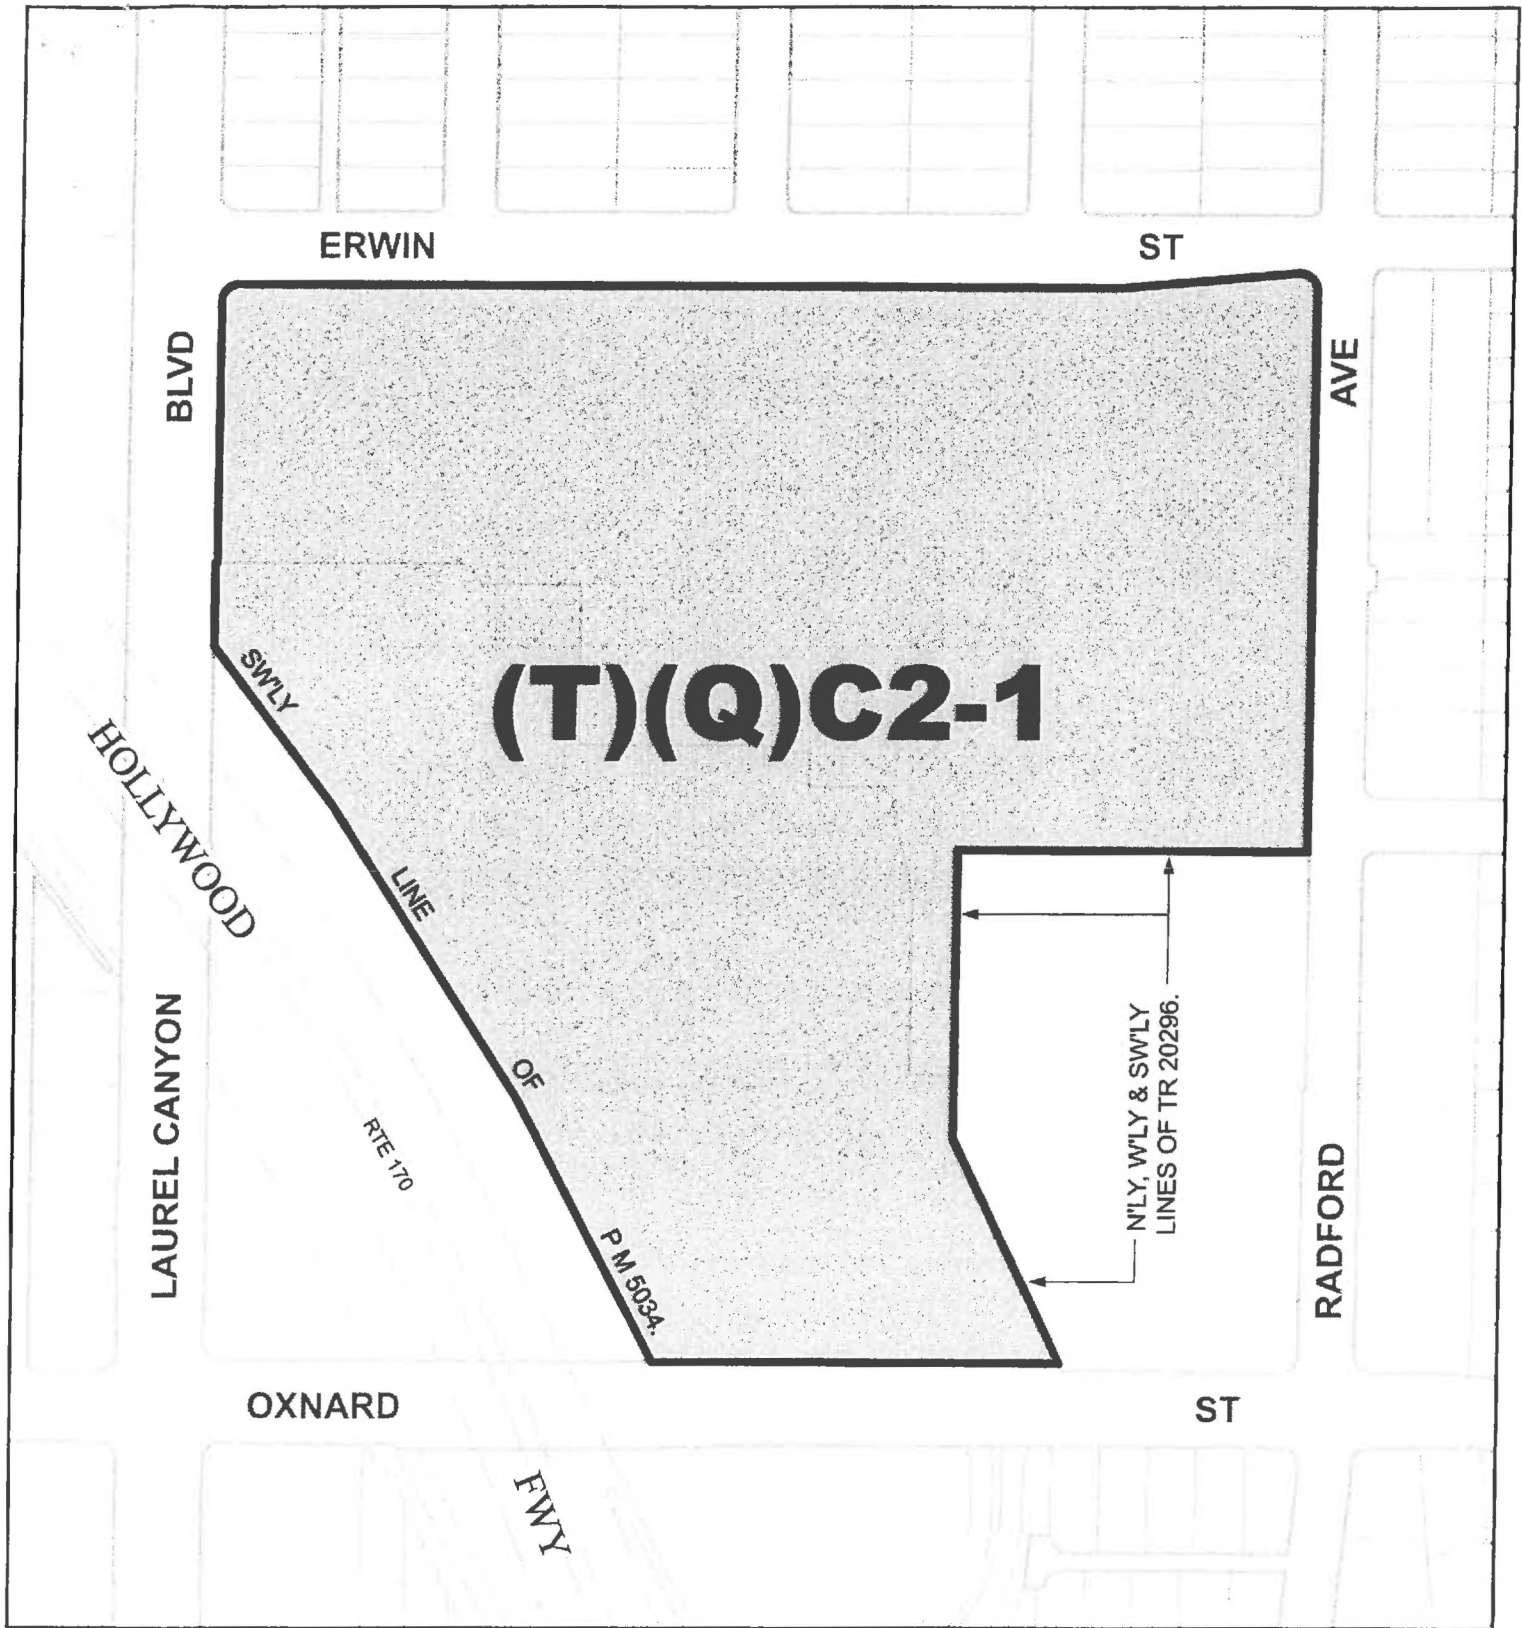 ERWIN ST
BLVD
AVE
SW'LY LINE OF P M 5034.
(T)(Q)C2-1
HOLLYWOOD
LAUREL CANYON
RTE 170
N'LY, W'LY & SW'LY
LINES OF TR 20296.
RADFORD
OXNARD ST
FWY